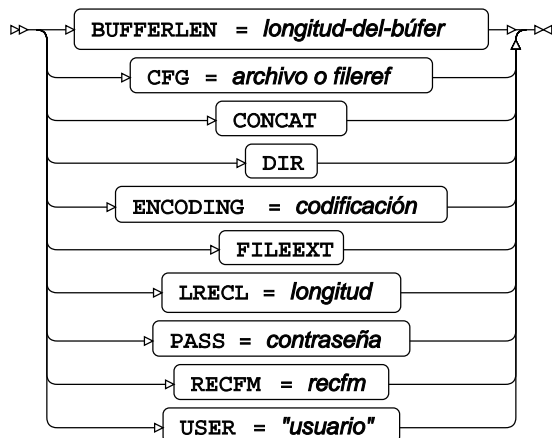 BUFFERLEN = longitud-del-búfer
CFG = archivo o fileref
CONCAT
DIR
ENCODING = codificación
FILEEXT
LRECL = longitud
PASS = contraseña
RECFM = recfm
USER = "usuario"